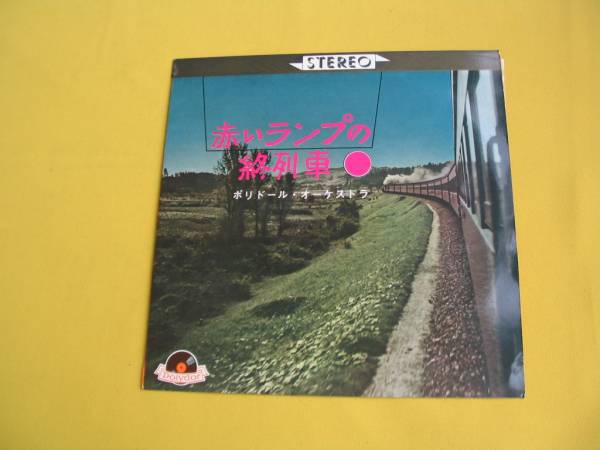 STEREO
赤いランプの
終列車
ポリドール・オーケストラ
Polydor